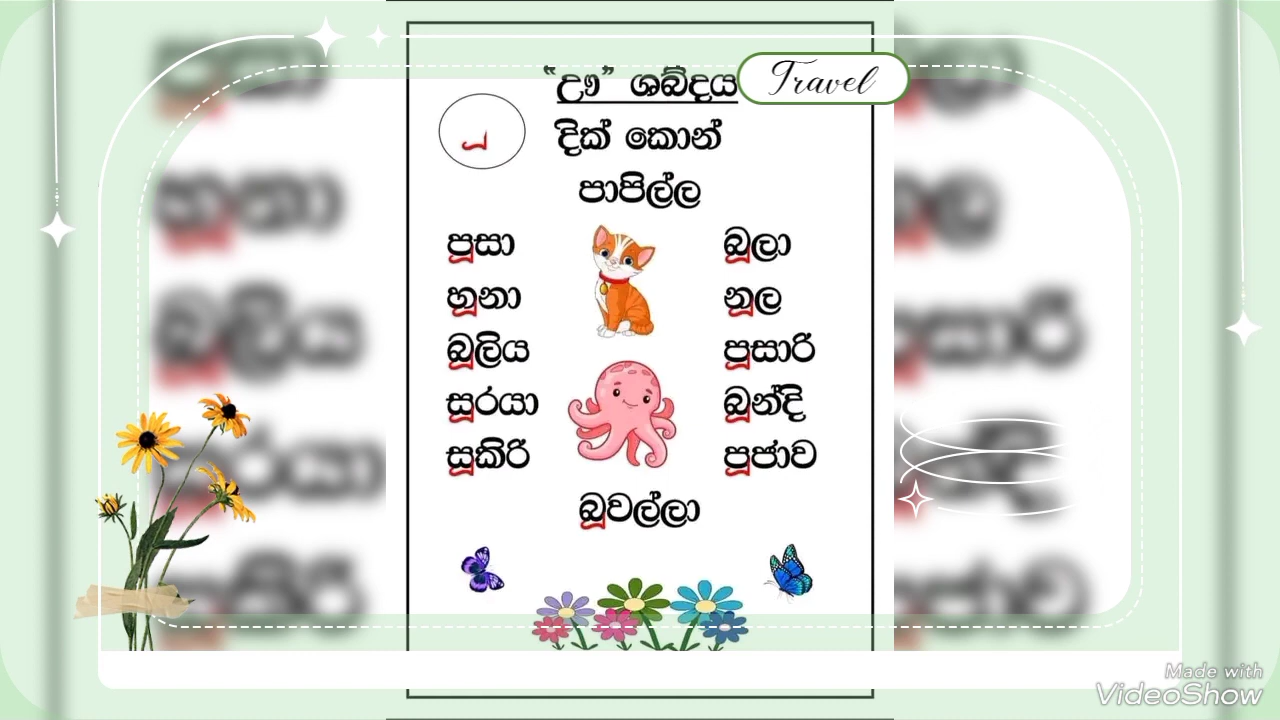 “ඌ” ශබ්දය
Travel
දික් කොන්
පාපිල්ල
පූසා
බූලා
හූනා
නූල
බූලිය
පූසාරි
සූරයා
බූන්දි
සූකිරි
පූජාව
බූවල්ලා
Made with
VideoShow